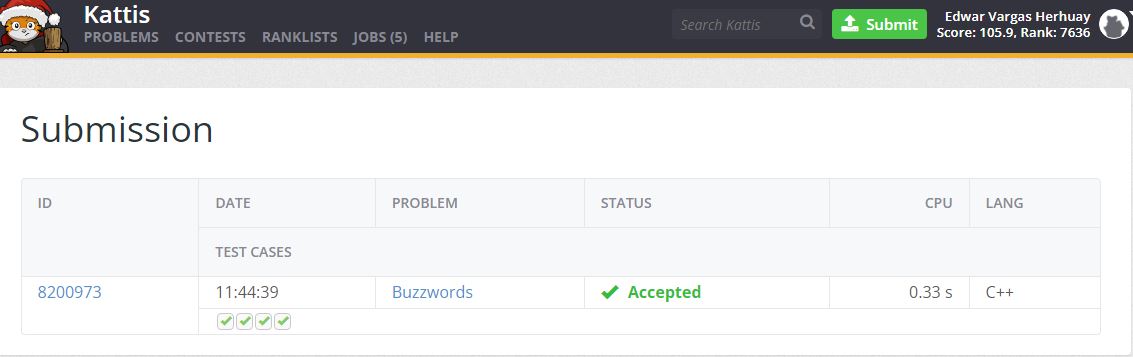 Kattis
PROBLEMS CONTESTS RANKLISTS JOBS (5) HELP
Search Kattis
Submit
Edwar Vargas Herhuay
Score: 105.9, Rank: 7636
Submission
ID DATE PROBLEM STATUS CPU LANG
TEST CASES
8200973 11:44:39 Buzzwords Accepted 0.33 s C++